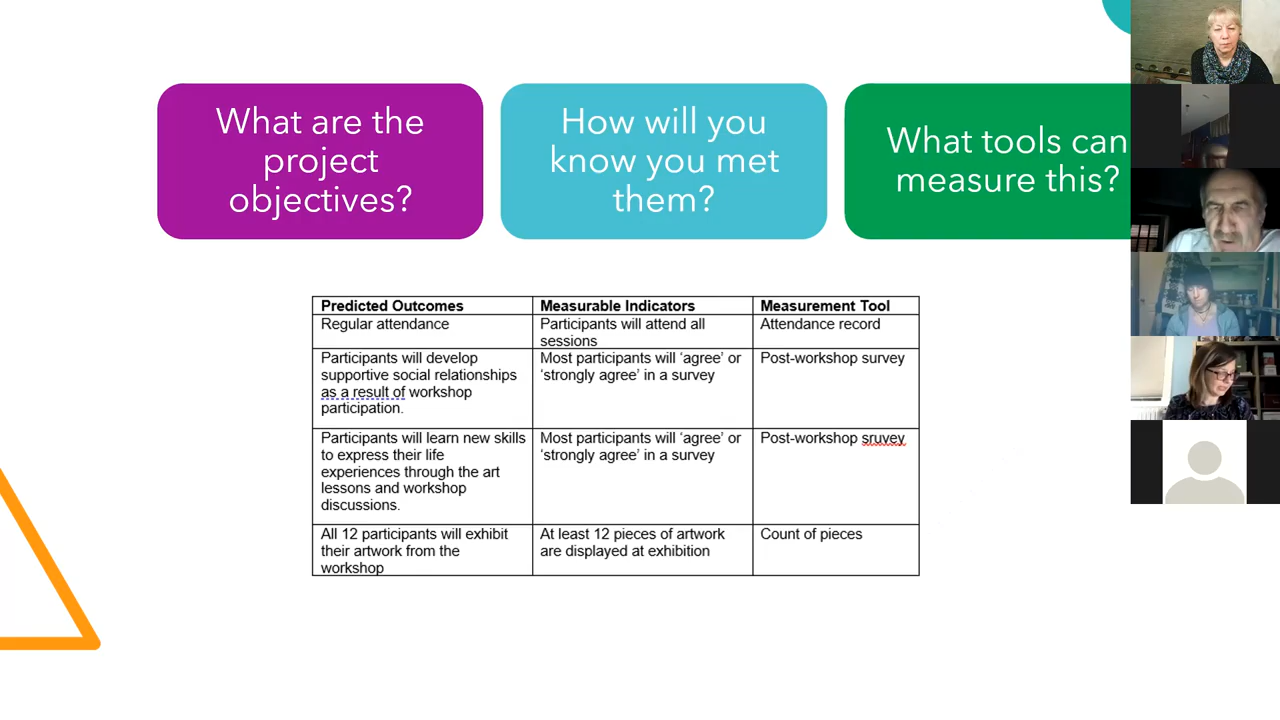 What are the
project
objectives?
How will you
know you met
them?
What tools can
measure this?
Predicted Outcomes
Measurable Indicators
Measurement Tool
Regular attendance
Participants will attend all
sessions
Attendance record
Participants will develop
supportive social relationships
as a result of workshop
participation.
Most participants will ‘agree’ or
‘strongly agree’ in a survey
Post-workshop survey
Participants will learn new skills
to express their life
experiences through the art
lessons and workshop
discussions.
Most participants will ‘agree’ or
‘strongly agree’ in a survey
Post-workshop sruvey
All 12 participants will exhibit
their artwork from the
workshop
At least 12 pieces of artwork
are displayed at exhibition
Count of pieces